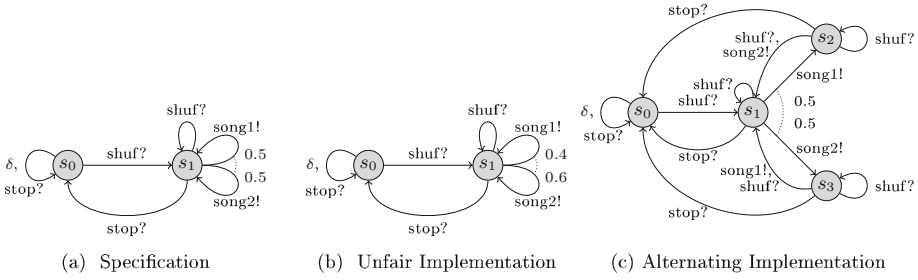 shuf?
song1!
0.5
0.5
song2!
δ,
stop?
s0
shuf?
s1
stop?
(a) Specification
shuf?
song1!
0.4
0.6
song2!
δ,
stop?
s0
shuf?
s1
stop?
(b) Unfair Implementation
stop?
s2
shuf?
shuf?,
song2!
song1!
shuf?
δ,
stop?
s0
shuf?
s1
0.5
0.5
stop?
song2!
song1!,
shuf?
s3
shuf?
stop?
(c) Alternating Implementation